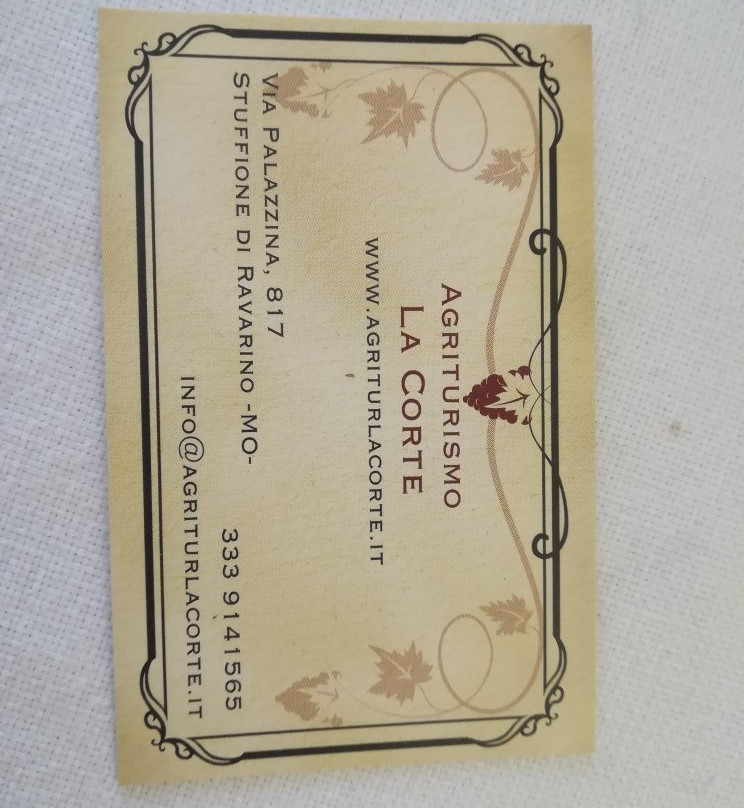 AGRITURISMO
LA CORTE
WWW.AGRITURLACORTE.IT
VIA PALAZZINA, 817
STUFFIONE DI RAVARINO -MO-
333 9141565
INFO@AGRITURLACORTE.IT